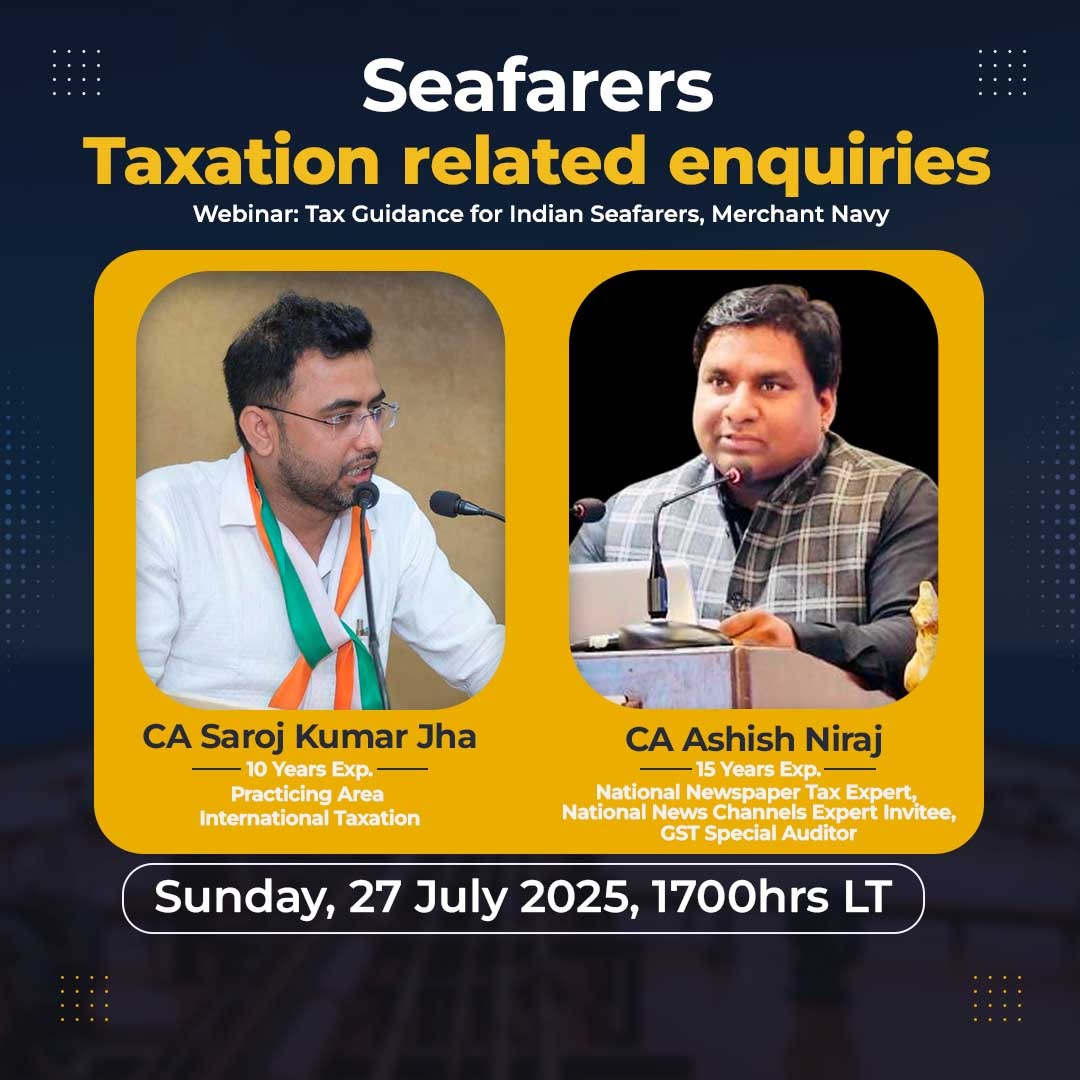 Seafarers
Taxation related enquiries
Webinar: Tax Guidance for Indian Seafarers, Merchant Navy
CA Saroj Kumar Jha
10 Years Exp.
Practicing Area
International Taxation
CA Ashish Niraj
15 Years Exp.
National Newspaper Tax Expert,
National News Channels Expert Invitee,
GST Special Auditor
Sunday, 27 July 2025, 1700hrs LT